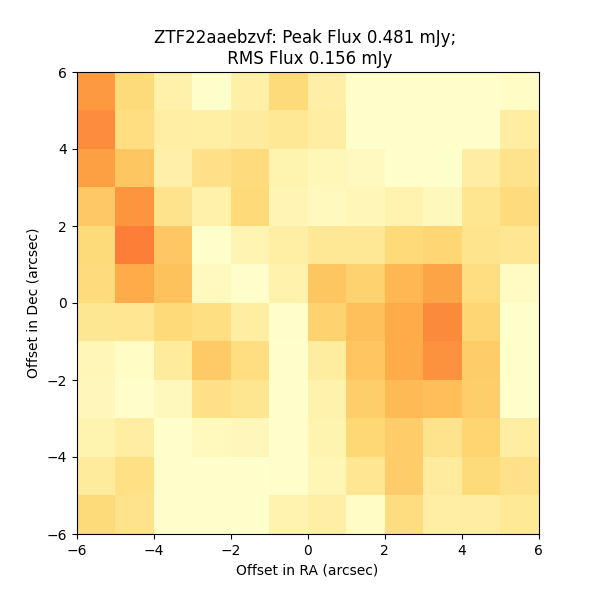 ZTF22aaebzvf: Peak Flux 0.481 mJy;
RMS Flux 0.156 mJy
6
4
2
0
−2
−4
−6
Offset in Dec (arcsec)
−6 −4 −2 0 2 4 6
Offset in RA (arcsec)